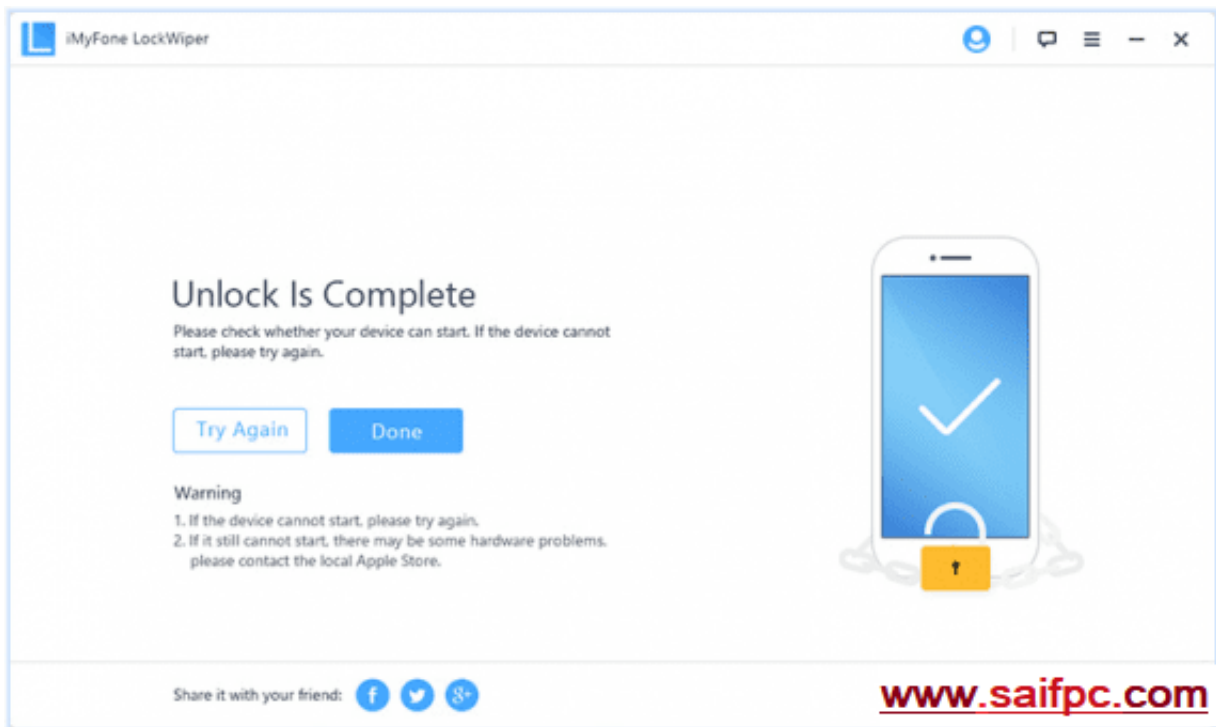 iMyFone LockWiper
Unlock Is Complete
Please check whether your device can start. If the device cannot
start, please try again.
Try Again
Done
Warning
1. If the device cannot start, please try again.
2. If it still cannot start, there may be some hardware problems.
please contact the local Apple Store.
Share it with your friend:
www.saifpc.com